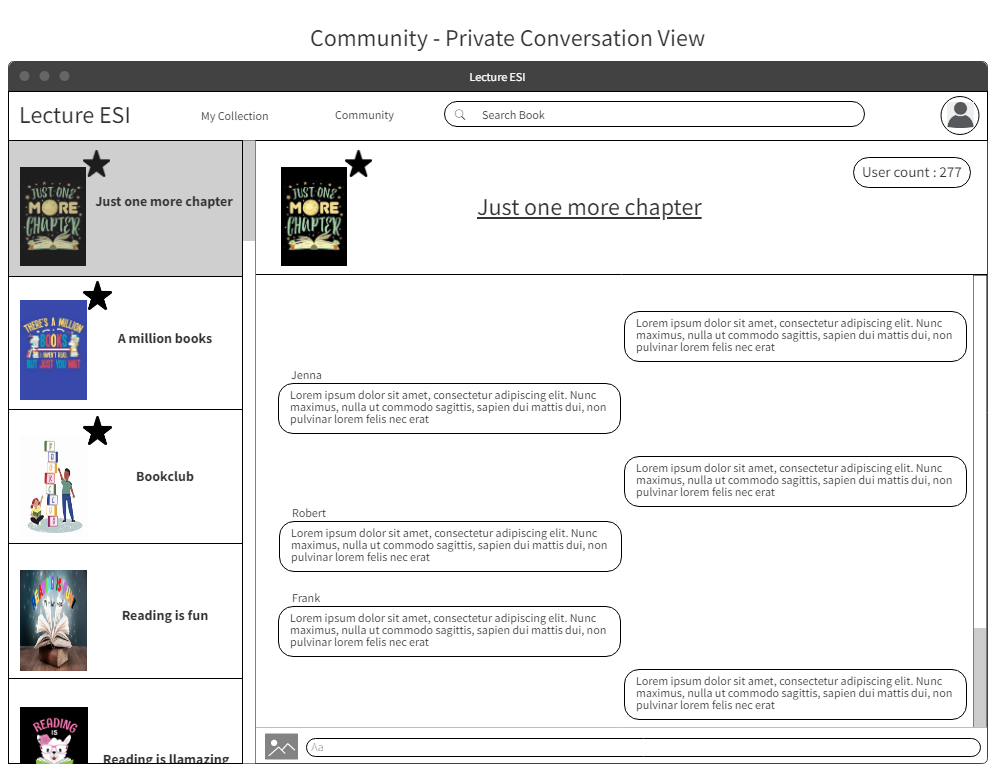 Community - Private Conversation View
Lecture ESI
Lecture ESI
My Collection
Community
Search Book
JUST ONE
MORE
CHAPTER
Just one more chapter
THERE'S A MILLION
BOOKS
I HAVEN'T READ
BUT JUST YOU WAIT
A million books
Bookclub
Reading is fun
READING
IS
Reading is llamazing
JUST ONE
MORE
CHAPTER
Just one more chapter
User count : 277
Lorem ipsum dolor sit amet, consectetur adipiscing elit. Nunc
maximus, nulla ut commodo sagittis, sapien dui mattis dui, non
pulvinar lorem felis nec erat
Jenna
Lorem ipsum dolor sit amet, consectetur adipiscing elit. Nunc
maximus, nulla ut commodo sagittis, sapien dui mattis dui, non
pulvinar lorem felis nec erat
Lorem ipsum dolor sit amet, consectetur adipiscing elit. Nunc
maximus, nulla ut commodo sagittis, sapien dui mattis dui, non
pulvinar lorem felis nec erat
Robert
Lorem ipsum dolor sit amet, consectetur adipiscing elit. Nunc
maximus, nulla ut commodo sagittis, sapien dui mattis dui, non
pulvinar lorem felis nec erat
Frank
Lorem ipsum dolor sit amet, consectetur adipiscing elit. Nunc
maximus, nulla ut commodo sagittis, sapien dui mattis dui, non
pulvinar lorem felis nec erat
Lorem ipsum dolor sit amet, consectetur adipiscing elit. Nunc
maximus, nulla ut commodo sagittis, sapien dui mattis dui, non
pulvinar lorem felis nec erat
Aa